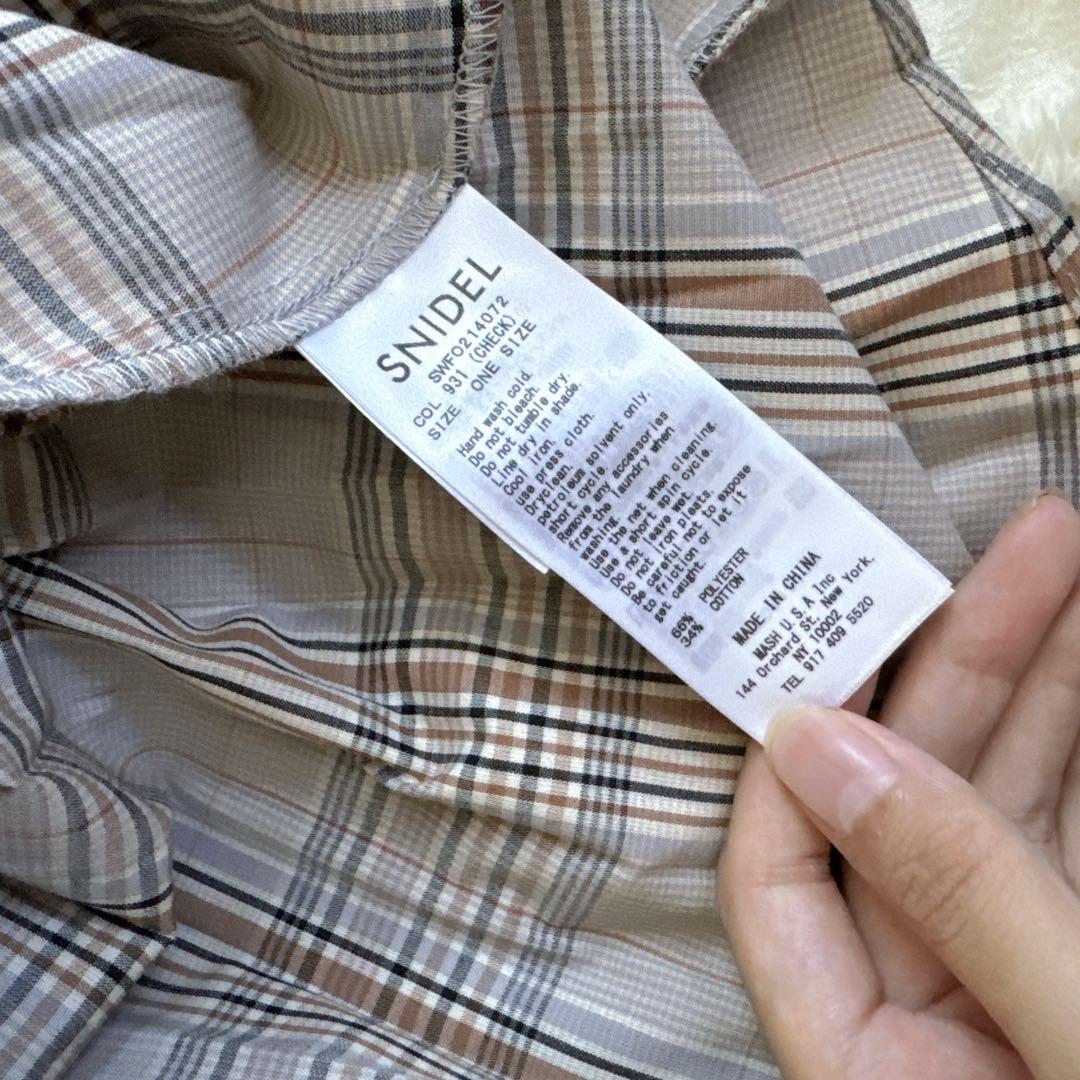 SNIDEL
SWFO214072
COL 931 (CHECK)
SIZE ONE SIZE
Hand wash cold.
Do not bleach.
Do not tumble dry.
Line dry in shade.
Cool iron.
use press cloth.
Dryclean.
petroleum solvent only,
short cycle.
Remove any accessories
from the laundry when
washing.
Use the net when cleaning.
Use a short spin cycle.
Do not leave wet.
Do not iron pleats.
Be careful not to expose
to friction or let it
get caught.
66% POLYESTER
34% COTTON
MADE IN CHINA
MASH U S A Inc
144 Orchard St. New York.
NY 10002
TEL 917 409 5520